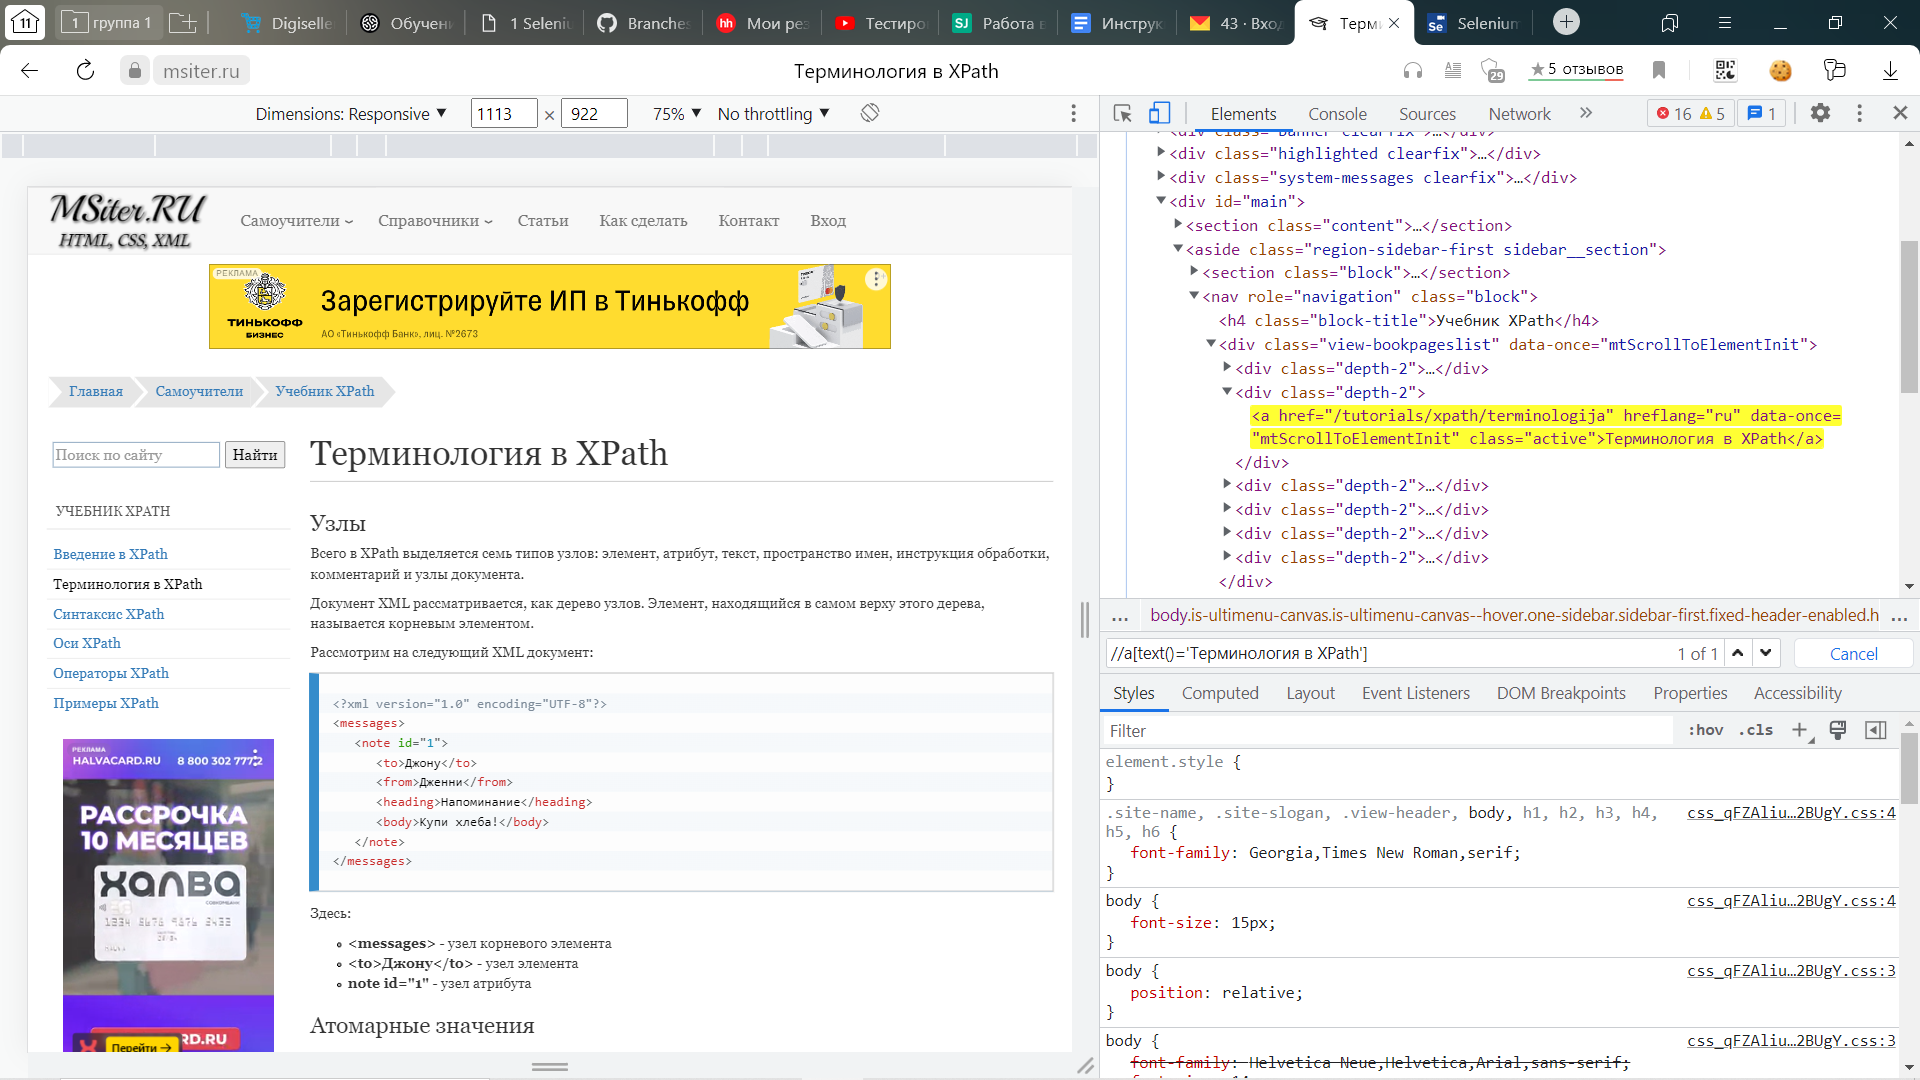 11
1 группа 1
Digiselle
Обучени
1 Seleniu
Branches
Мои рез
Тестиро
Работа в
Инструк
43 · Вход
Терми
Selenium
msiter.ru
Терминология в XPath
29
★ 5 отзывов
Dimensions: Responsive ▼ 1113 × 922 75% ▼ No throttling ▼
MSiter.RU
HTML, CSS, XML
Самоучители
Справочники
Статьи
Как сделать
Контакт
Вход
РЕКЛАМА
ТИНЬКОФФ
БИЗНЕС
Зарегистрируйте ИП в Тинькофф
АО «Тинькофф Банк», лиц. №2673
Главная
Самоучители
Учебник XPath
Поиск по сайту
Найти
УЧЕБНИК XPATH
Введение в XPath
Терминология в XPath
Синтаксис XPath
Оси XPath
Операторы XPath
Примеры XPath
РЕКЛАМА
HALVACARD.RU 8 800 302 7772
РАССРОЧКА
10 МЕСЯЦЕВ
ХАЛВА
Перейти →
RD.RU
Терминология в XPath
Узлы
Всего в XPath выделяется семь типов узлов: элемент, атрибут, текст, пространство имен, инструкция обработки,
комментарий и узлы документа.
Документ XML рассматривается, как дерево узлов. Элемент, находящийся в самом верху этого дерева,
называется корневым элементом.
Рассмотрим на следующий XML документ:
<?xml version="1.0" encoding="UTF-8"?>
<messages>
<note id="1">
<to>Джону</to>
<from>Дженни</from>
<heading>Напоминание</heading>
<body>Купи хлеба!</body>
</note>
</messages>
Здесь:
<messages> - узел корневого элемента
<to>Джону</to> - узел элемента
note id="1" - узел атрибута
Атомарные значения
Elements Console Sources Network » 16 5 1
<div class="banner clearfix">…</div>
<div class="highlighted clearfix">…</div>
<div class="system-messages clearfix">…</div>
<div id="main">
<section class="content">…</section>
<aside class="region-sidebar-first sidebar__section">
<section class="block">…</section>
<nav role="navigation" class="block">
<h4 class="block-title">Учебник XPath</h4>
<div class="view-bookpageslist" data-once="mtScrollToElementInit">
<div class="depth-2">…</div>
<div class="depth-2">
<a href="/tutorials/xpath/terminologija" hreflang="ru" data-once=
"mtScrollToElementInit" class="active">Терминология в XPath</a>
</div>
<div class="depth-2">…</div>
<div class="depth-2">…</div>
<div class="depth-2">…</div>
<div class="depth-2">…</div>
</div>
… body.is-ultimenu-canvas.is-ultimenu-canvas--hover.one-sidebar.sidebar-first.fixed-header-enabled.h …
//a[text()='Терминология в XPath'] 1 of 1 Cancel
Styles Computed Layout Event Listeners DOM Breakpoints Properties Accessibility
Filter :hov .cls +
element.style {
}
.site-name, .site-slogan, .view-header, body, h1, h2, h3, h4, css_qFZAliu…2BUgY.css:4
h5, h6 {
font-family: Georgia,Times New Roman,serif;
}
body { css_qFZAliu…2BUgY.css:4
font-size: 15px;
}
body { css_qFZAliu…2BUgY.css:3
position: relative;
}
body { css_qFZAliu…2BUgY.css:3
font-family: Helvetica Neue,Helvetica,Arial,sans-serif;